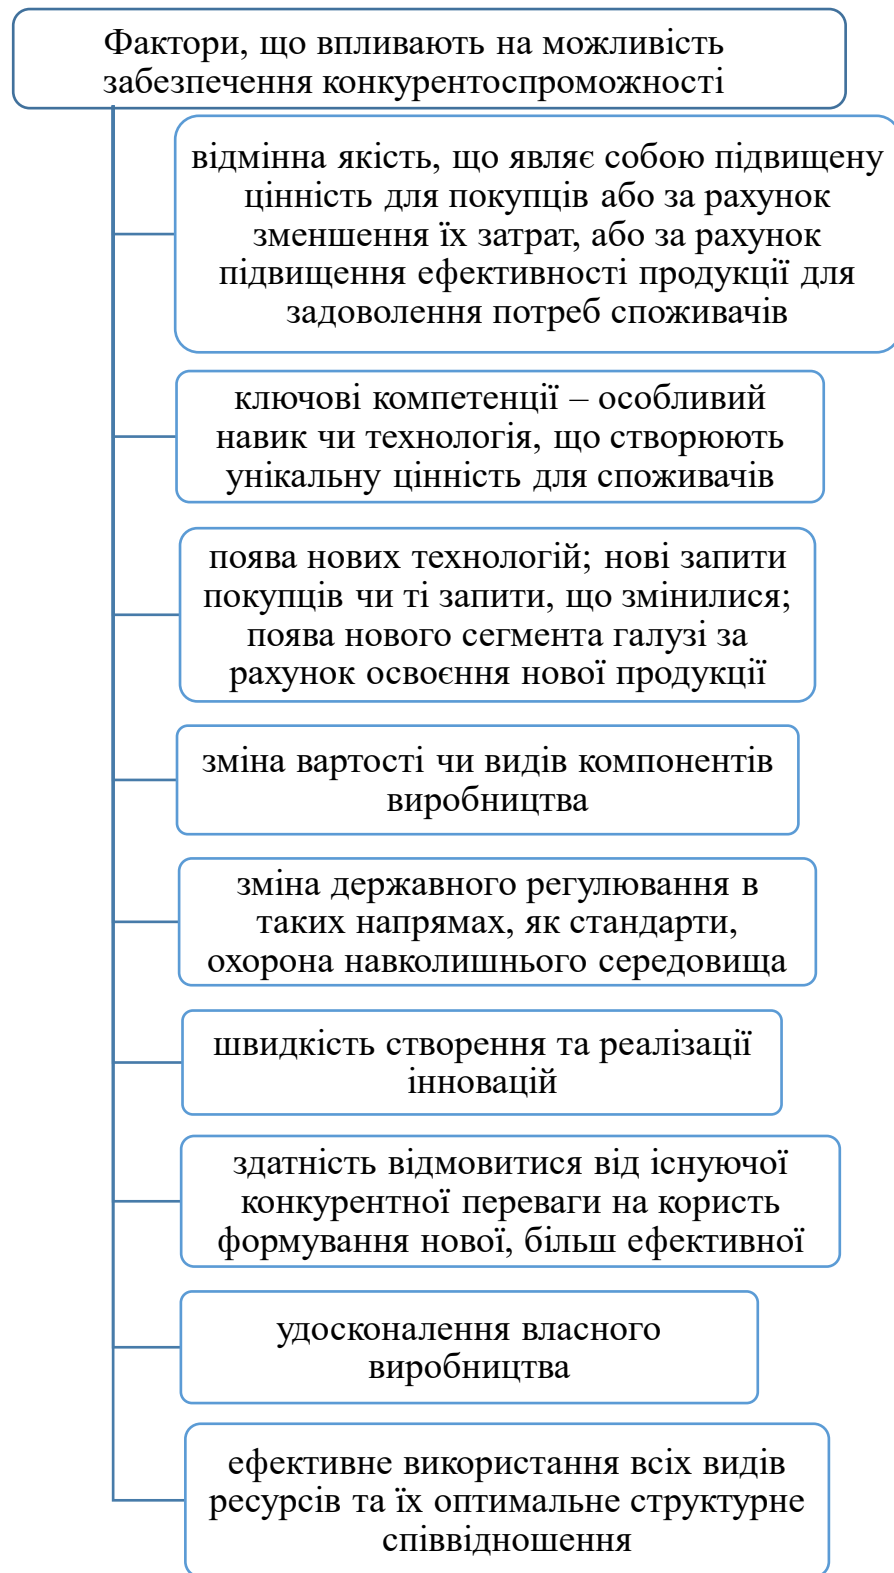 Фактори, що впливають на можливість
забезпечення конкурентоспроможності
відмінна якість, що являє собою підвищену
цінність для покупців або за рахунок
зменшення їх затрат, або за рахунок
підвищення ефективності продукції для
задоволення потреб споживачів
ключові компетенції – особливий
навик чи технологія, що створюють
унікальну цінність для споживачів
поява нових технологій; нові запити
покупців чи ті запити, що змінилися;
поява нового сегмента галузі за
рахунок освоєння нової продукції
зміна вартості чи видів компонентів
виробництва
зміна державного регулювання в
таких напрямах, як стандарти,
охорона навколишнього середовища
швидкість створення та реалізації
інновацій
здатність відмовитися від існуючої
конкурентної переваги на користь
формування нової, більш ефективної
удосконалення власного
виробництва
ефективне використання всіх видів
ресурсів та їх оптимальне структурне
співвідношення